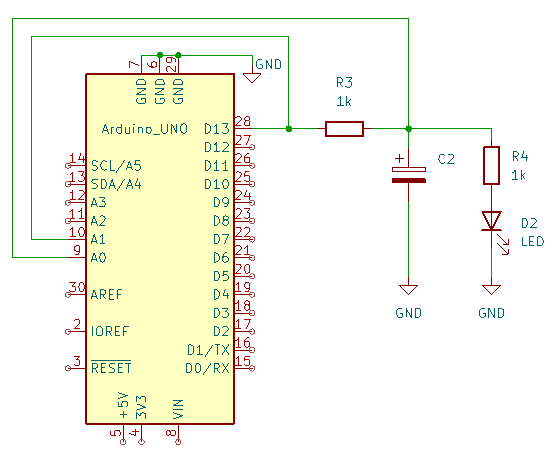 7
6
29
GND
GND
GND
GND
Arduino_UNO
D13
28
R3
1k
D12
27
14
SCL/A5
D11
26
+
C2
R4
1k
13
SDA/A4
D10
25
12
A3
D9
24
11
A2
D8
23
D2
LED
10
A1
D7
22
9
A0
D6
21
D5
20
30
AREF
D4
19
D3
18
GND
GND
2
IOREF
D2
17
D1/TX
16
3
RESET
D0/RX
15
+5V
3V3
VIN
5
4
8